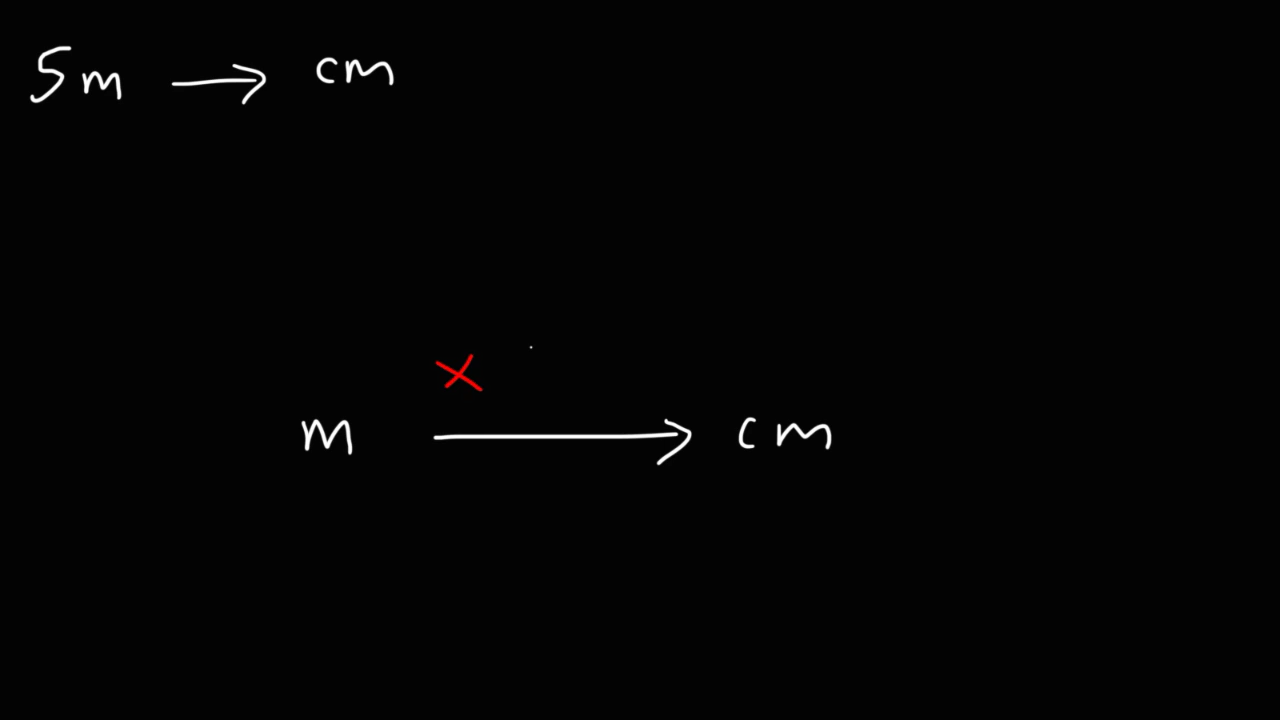 5m → cm
×
m → cm